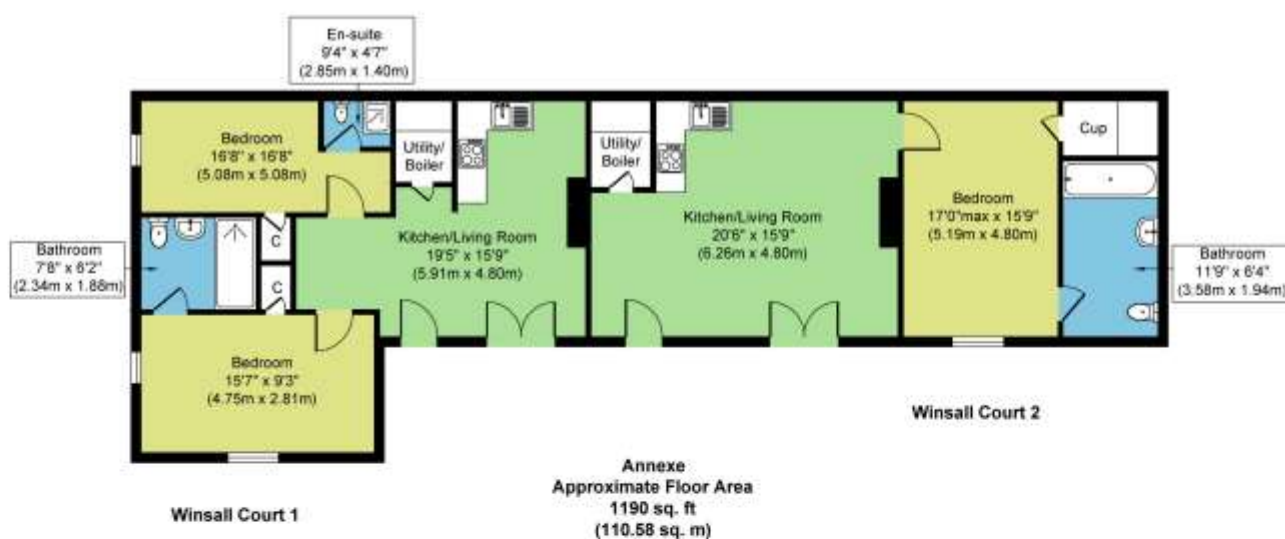 En-suite
9'4" x 4'7"
(2.85m x 1.40m)
Bedroom
16'8" x 16'8"
(5.08m x 5.08m)
Utility/
Boiler
Utility/
Boiler
Cup
Bathroom
7'8" x 6'2"
(2.34m x 1.88m)
C
C
Kitchen/Living Room
19'5" x 15'9"
(5.91m x 4.80m)
Kitchen/Living Room
20'6" x 15'9"
(6.26m x 4.80m)
Bedroom
17'0"max x 15'9"
(5.19m x 4.80m)
Bathroom
11'9" x 6'4"
(3.58m x 1.94m)
Bedroom
15'7" x 9'3"
(4.75m x 2.81m)
Winsall Court 2
Winsall Court 1
Annexe
Approximate Floor Area
1190 sq. ft
(110.58 sq. m)